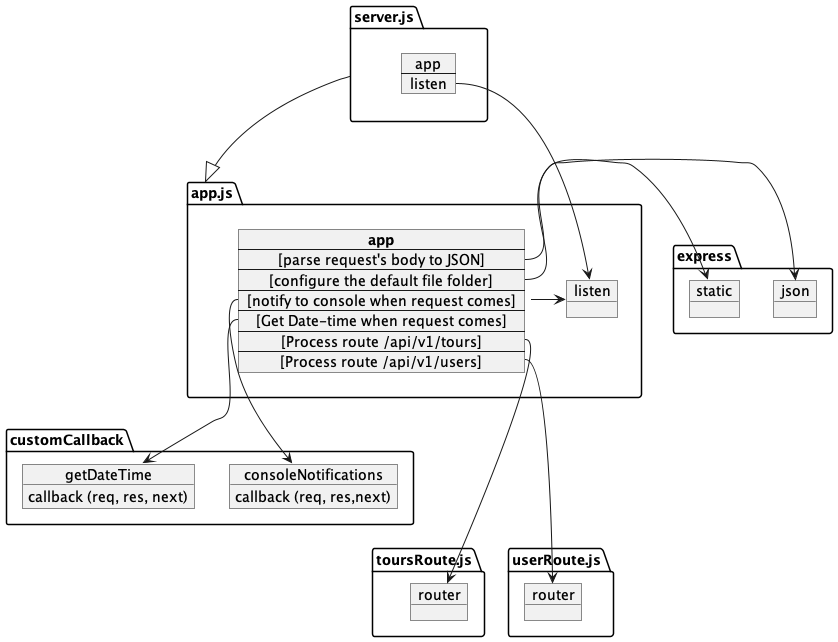 server.js
app
listen
app.js
app
[parse request's body to JSON]
[configure the default file folder]
[notify to console when request comes]
[Get Date-time when request comes]
[Process route /api/v1/tours]
[Process route /api/v1/users]
listen
express
static
json
customCallback
getDateTime
callback (req, res, next)
consoleNotifications
callback (req, res,next)
toursRoute.js
router
userRoute.js
router